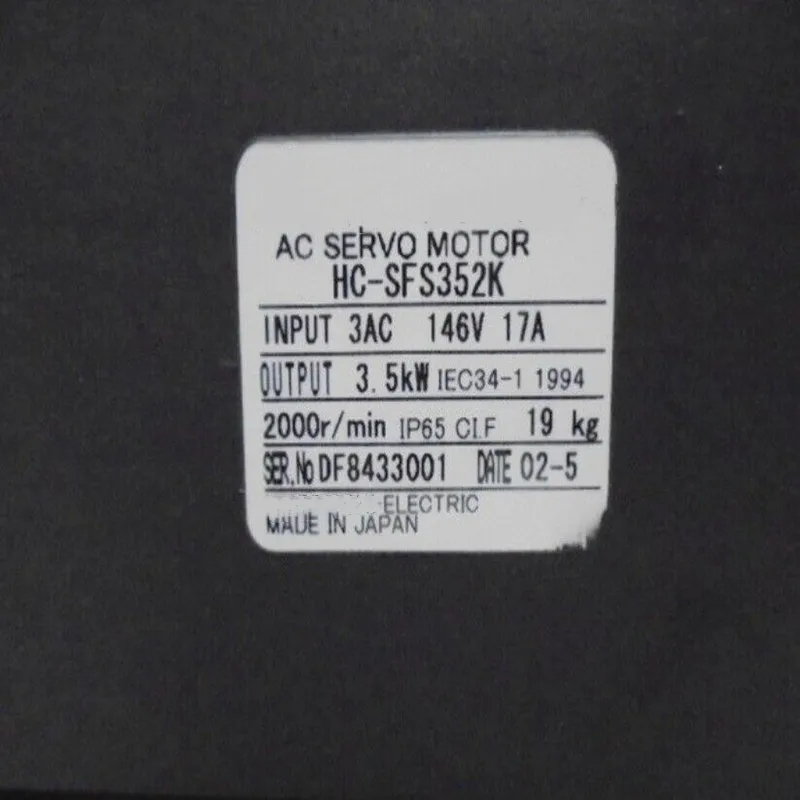 AC SERVO MOTOR
HC-SFS352K
INPUT 3AC 146V 17A
OUTPUT 3.5kW IEC34-1 1994
2000r/min IP65 CI.F 19 kg
SER.No DF8433001 DATE 02-5
ELECTRIC
MADE IN JAPAN